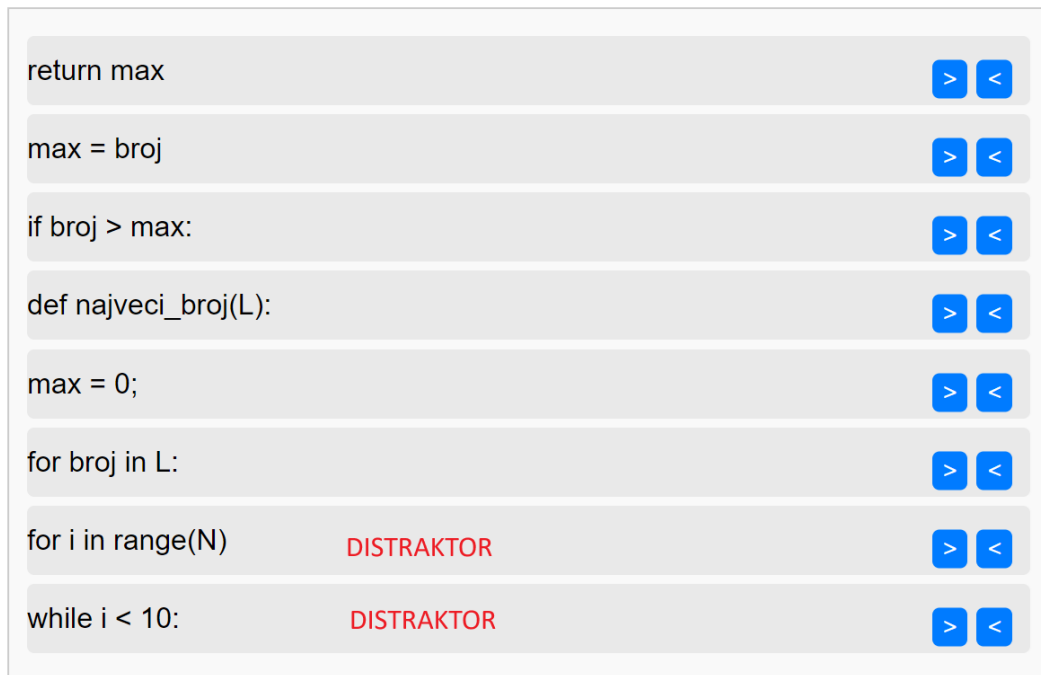 return max > <
max = broj > <
if broj > max: > <
def najveci_broj(L): > <
max = 0; > <
for broj in L: > <
for i in range(N) DISTRAKTOR > <
while i < 10: DISTRAKTOR > <